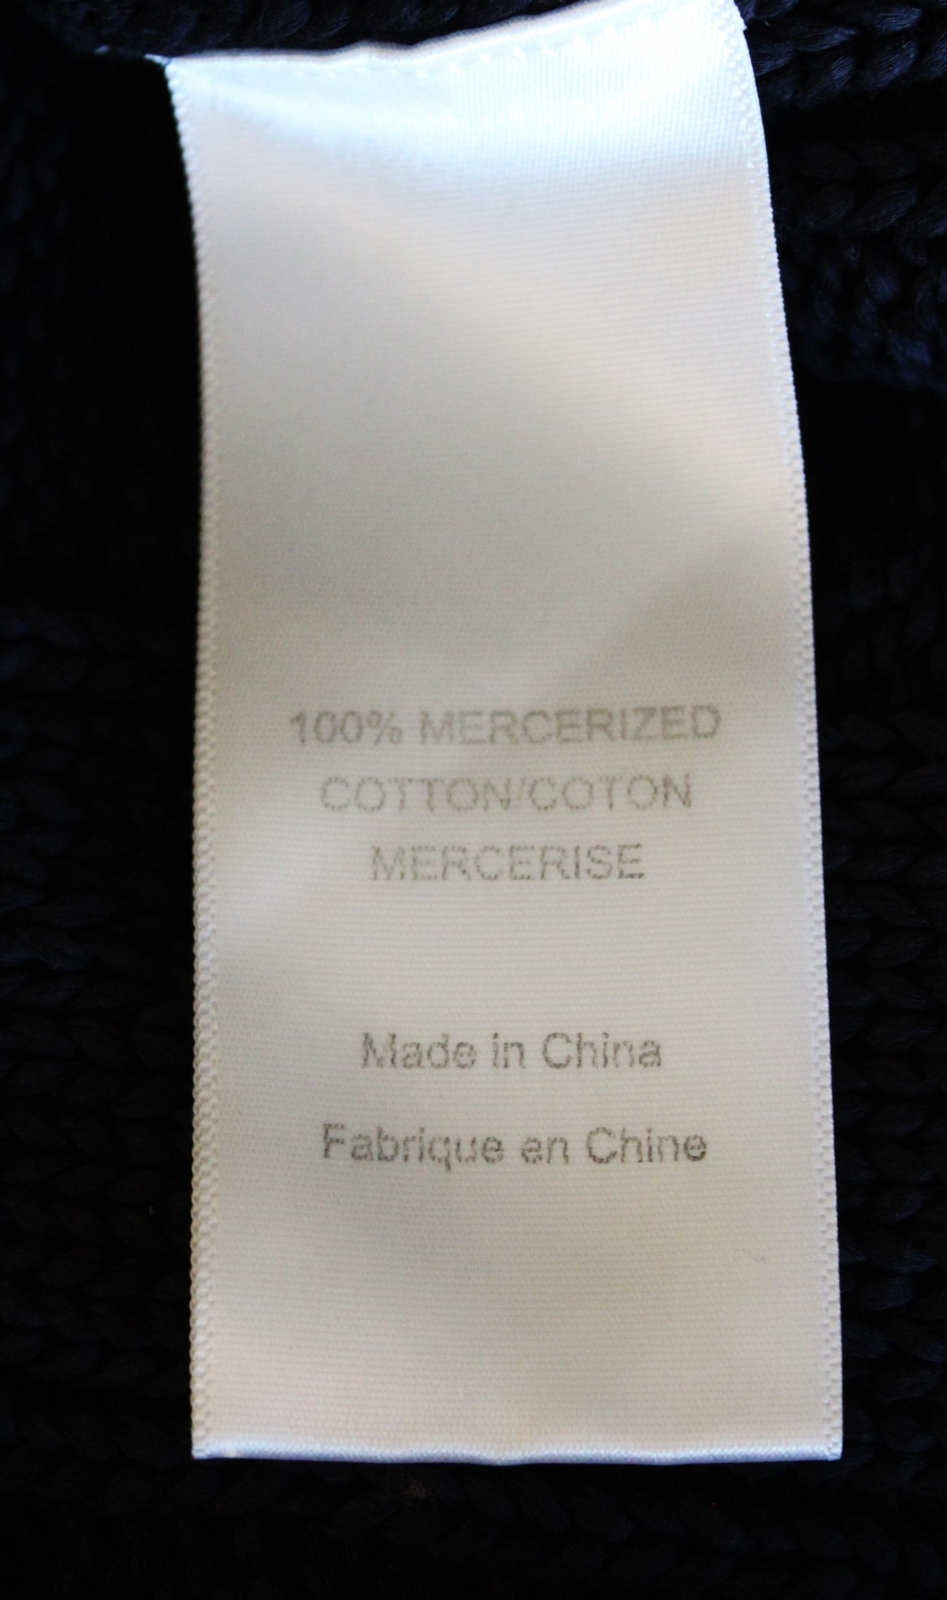 100% MERCERIZED
COTTON/COTON
MERCERISE
Made in China
Fabrique en Chine